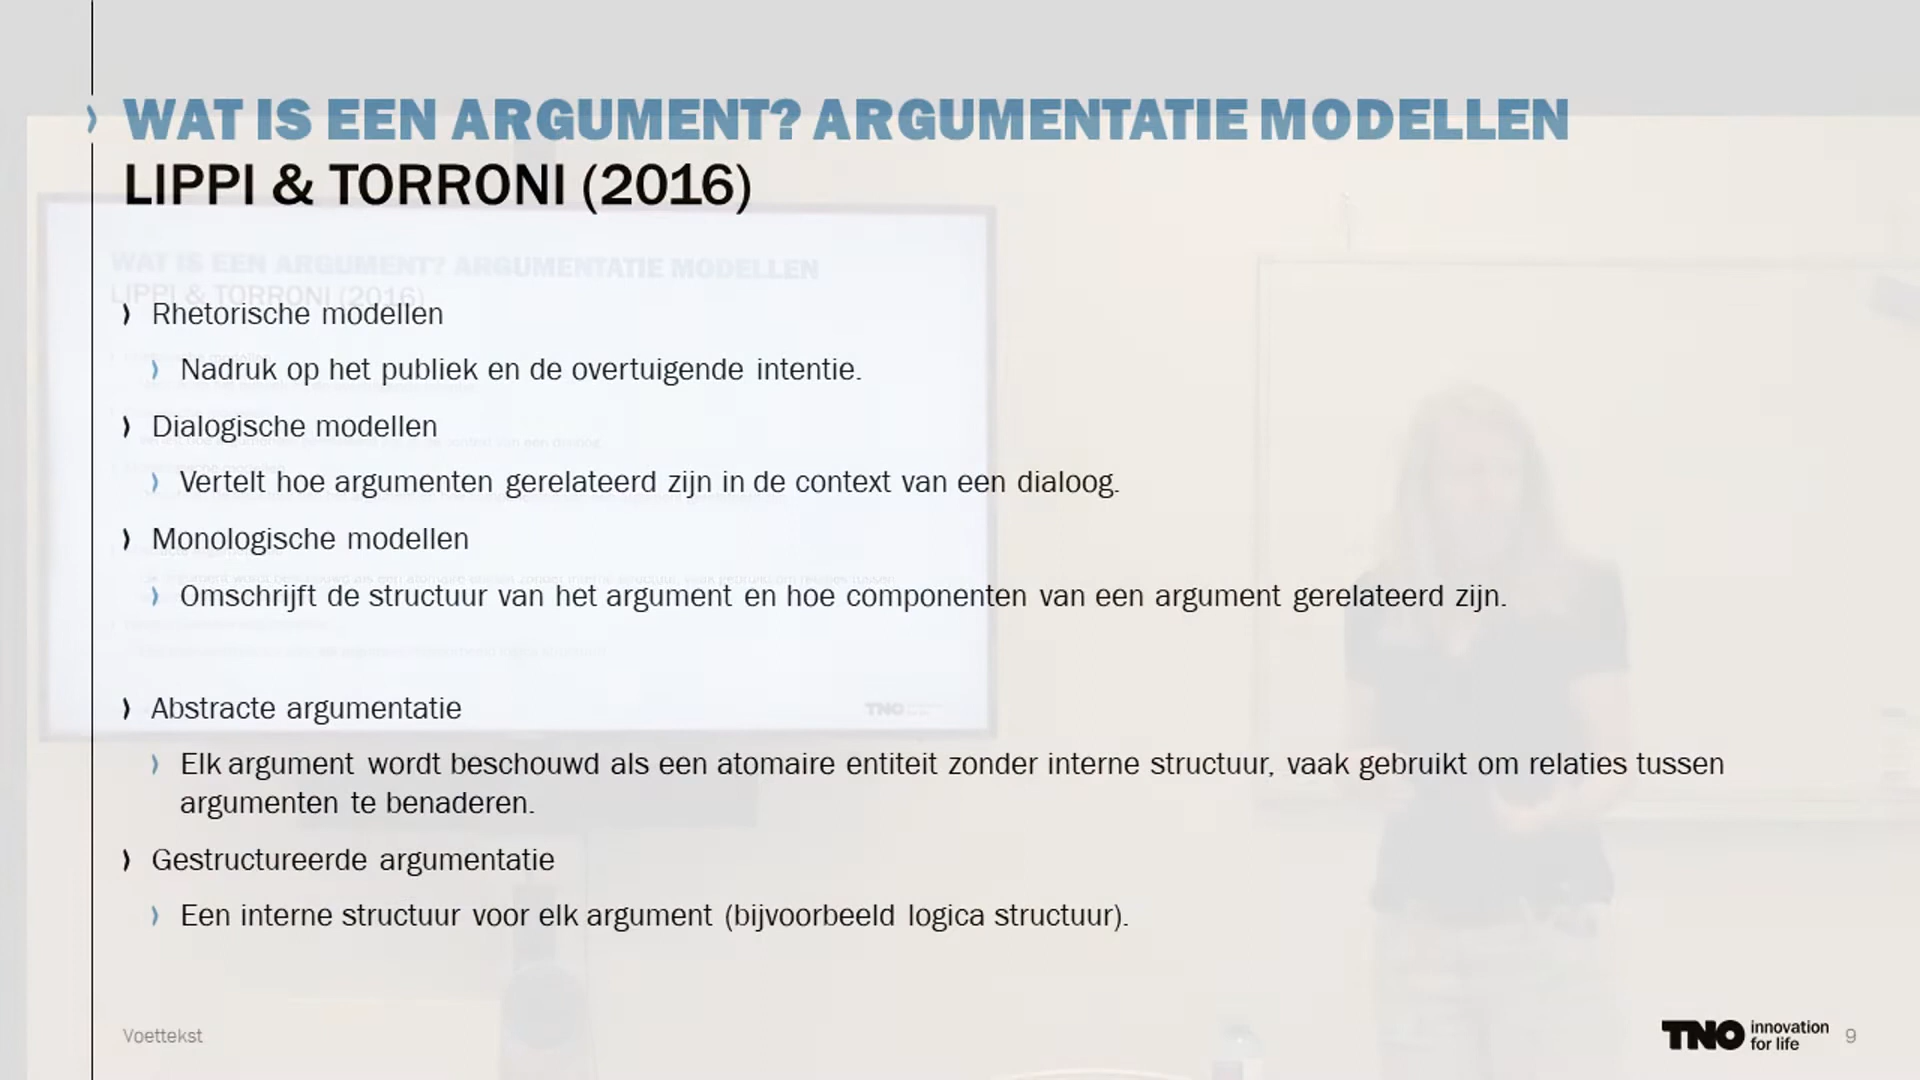 WAT IS EEN ARGUMENT? ARGUMENTATIE MODELLEN
LIPPI & TORRONI (2016)
Rhetorische modellen
Nadruk op het publiek en de overtuigende intentie.
Dialogische modellen
Vertelt hoe argumenten gerelateerd zijn in de context van een dialoog.
Monologische modellen
Omschrijft de structuur van het argument en hoe componenten van een argument gerelateerd zijn.
Abstracte argumentatie
Elk argument wordt beschouwd als een atomaire entiteit zonder interne structuur, vaak gebruikt om relaties tussen
argumenten te benaderen.
Gestructureerde argumentatie
Een interne structuur voor elk argument (bijvoorbeeld logica structuur).
Voettekst
TNO innovation
for life
9
WAT IS EEN ARGUMENT? ARGUMENTATIE MODELLEN
LIPPI & TORRONI (2016)
TNO